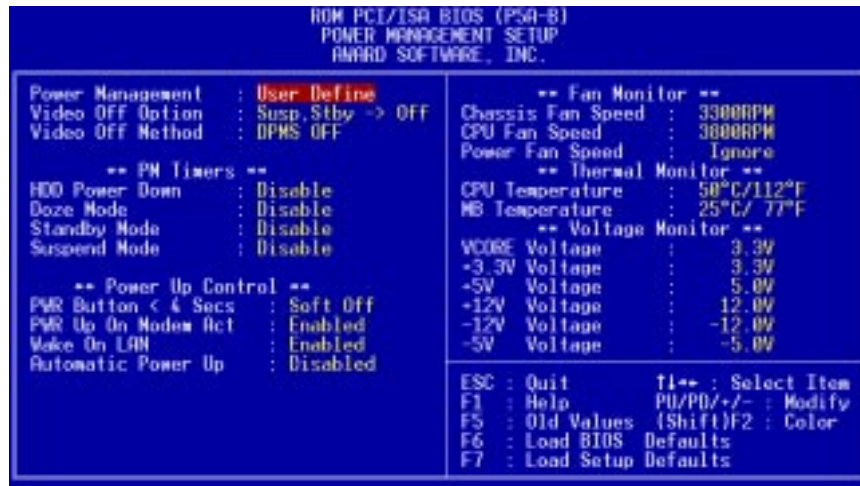 ROM PCI/ISA BIOS (P5A-B)
POWER MANAGEMENT SETUP
AWARD SOFTWARE, INC.
Power Management : User Define
Video Off Option : Susp,Stby -> Off
Video Off Method : DPMS OFF
** PM Timers **
HDD Power Down : Disable
Doze Mode : Disable
Standby Mode : Disable
Suspend Mode : Disable
** Power Up Control **
PWR Button < 4 Secs : Soft Off
PWR Up On Modem Act : Enabled
Wake On LAN : Enabled
Automatic Power Up : Disabled
** Fan Monitor **
Chassis Fan Speed : 3300RPM
CPU Fan Speed : 3800RPM
Power Fan Speed : Ignore
** Thermal Monitor **
CPU Temperature : 50°C/112°F
MB Temperature : 25°C/ 77°F
** Voltage Monitor **
VCORE Voltage : 3.3V
+3.3V Voltage : 3.3V
+5V Voltage : 5.0V
+12V Voltage : 12.0V
-12V Voltage : -12.0V
-5V Voltage : -5.0V
ESC : Quit ↑↓→← : Select Item
F1 : Help PU/PD/+/- : Modify
F5 : Old Values (Shift)F2 : Color
F6 : Load BIOS Defaults
F7 : Load Setup Defaults